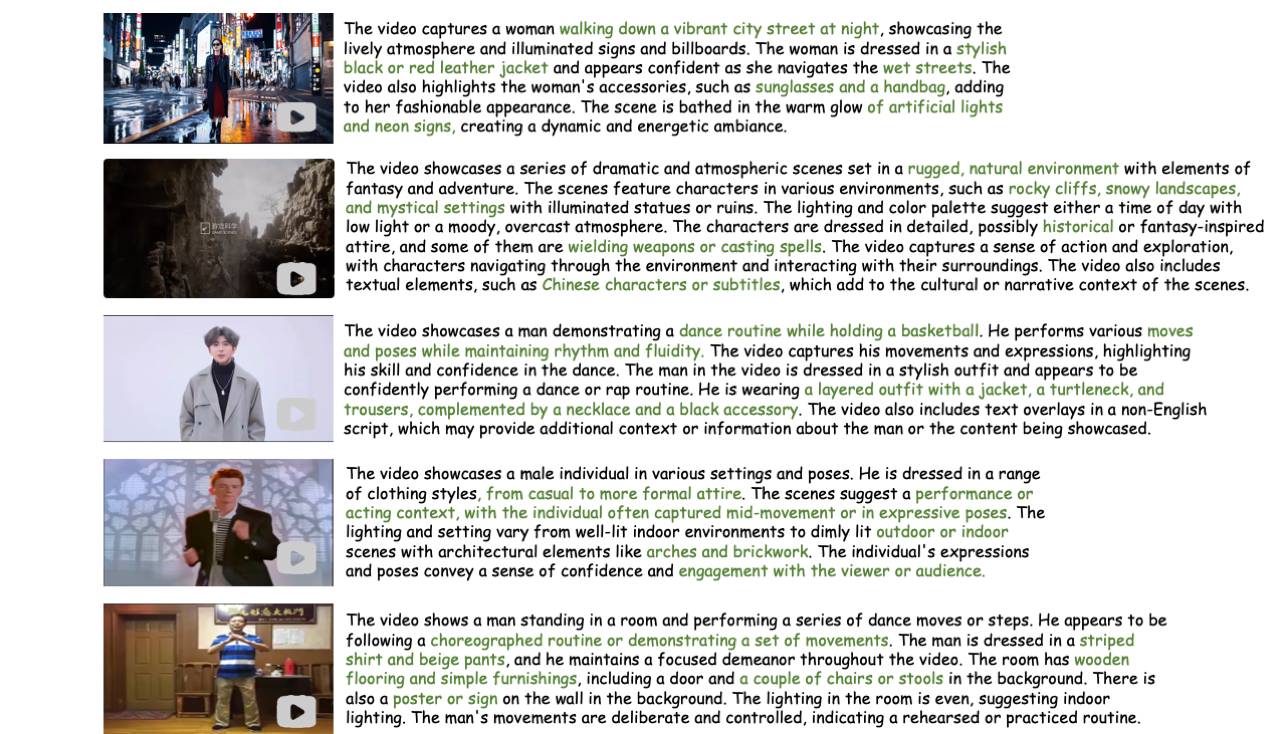 The video captures a woman walking down a vibrant city street at night, showcasing the
lively atmosphere and illuminated signs and billboards. The woman is dressed in a stylish
black or red leather jacket and appears confident as she navigates the wet streets. The
video also highlights the woman's accessories, such as sunglasses and a handbag, adding
to her fashionable appearance. The scene is bathed in the warm glow of artificial lights
and neon signs, creating a dynamic and energetic ambiance.
游戏科学
GAME SCIENCE
The video showcases a series of dramatic and atmospheric scenes set in a rugged, natural environment with elements of
fantasy and adventure. The scenes feature characters in various environments, such as rocky cliffs, snowy landscapes,
and mystical settings with illuminated statues or ruins. The lighting and color palette suggest either a time of day with
low light or a moody, overcast atmosphere. The characters are dressed in detailed, possibly historical or fantasy-inspired
attire, and some of them are wielding weapons or casting spells. The video captures a sense of action and exploration,
with characters navigating through the environment and interacting with their surroundings. The video also includes
textual elements, such as Chinese characters or subtitles, which add to the cultural or narrative context of the scenes.
The video showcases a man demonstrating a dance routine while holding a basketball. He performs various moves
and poses while maintaining rhythm and fluidity. The video captures his movements and expressions, highlighting
his skill and confidence in the dance. The man in the video is dressed in a stylish outfit and appears to be
confidently performing a dance or rap routine. He is wearing a layered outfit with a jacket, a turtleneck, and
trousers, complemented by a necklace and a black accessory. The video also includes text overlays in a non-English
script, which may provide additional context or information about the man or the content being showcased.
The video showcases a male individual in various settings and poses. He is dressed in a range
of clothing styles, from casual to more formal attire. The scenes suggest a performance or
acting context, with the individual often captured mid-movement or in expressive poses. The
lighting and setting vary from well-lit indoor environments to dimly lit outdoor or indoor
scenes with architectural elements like arches and brickwork. The individual's expressions
and poses convey a sense of confidence and engagement with the viewer or audience.
The video shows a man standing in a room and performing a series of dance moves or steps. He appears to be
following a choreographed routine or demonstrating a set of movements. The man is dressed in a striped
shirt and beige pants, and he maintains a focused demeanor throughout the video. The room has wooden
flooring and simple furnishings, including a door and a couple of chairs or stools in the background. There is
also a poster or sign on the wall in the background. The lighting in the room is even, suggesting indoor
lighting. The man's movements are deliberate and controlled, indicating a rehearsed or practiced routine.